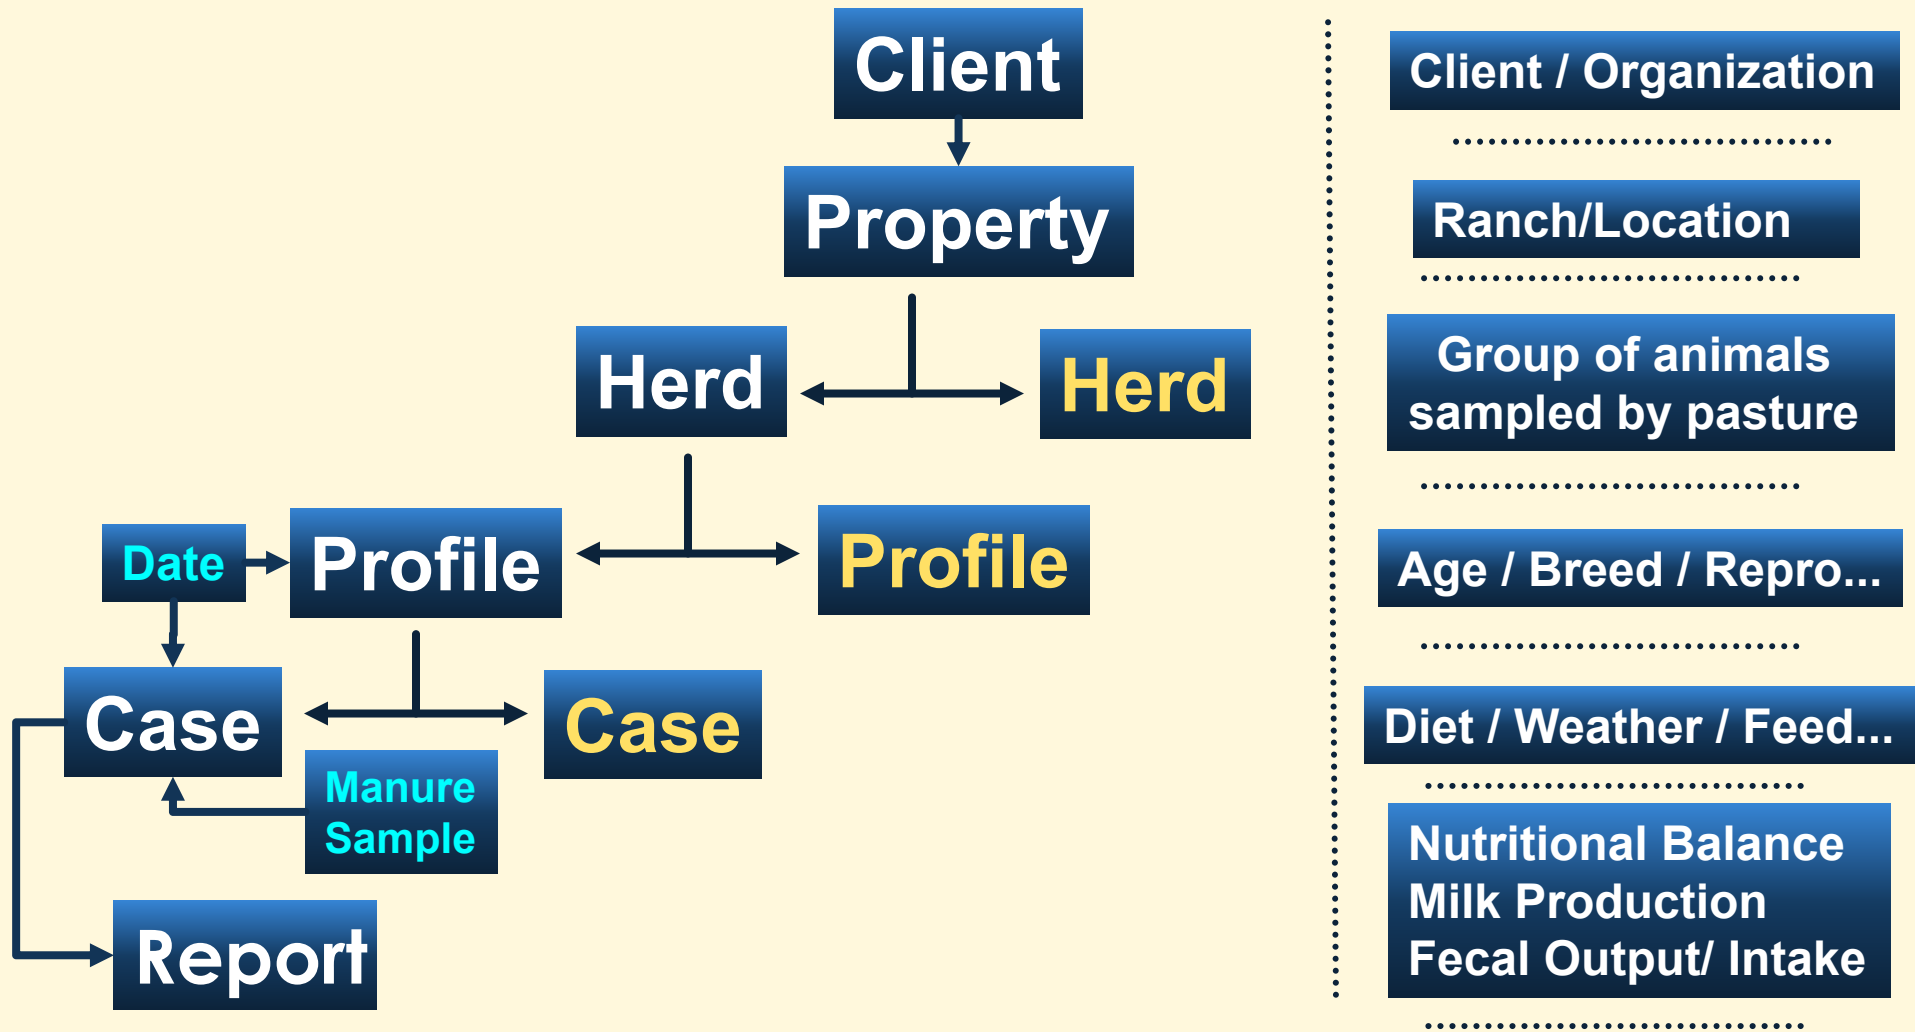 Client
Property
Herd
Herd
Date
Profile
Profile
Case
Case
Manure
Sample
Report
Client / Organization
Ranch/Location
Group of animals
sampled by pasture
Age / Breed / Repro...
Diet / Weather / Feed...
Nutritional Balance
Milk Production
Fecal Output/ Intake